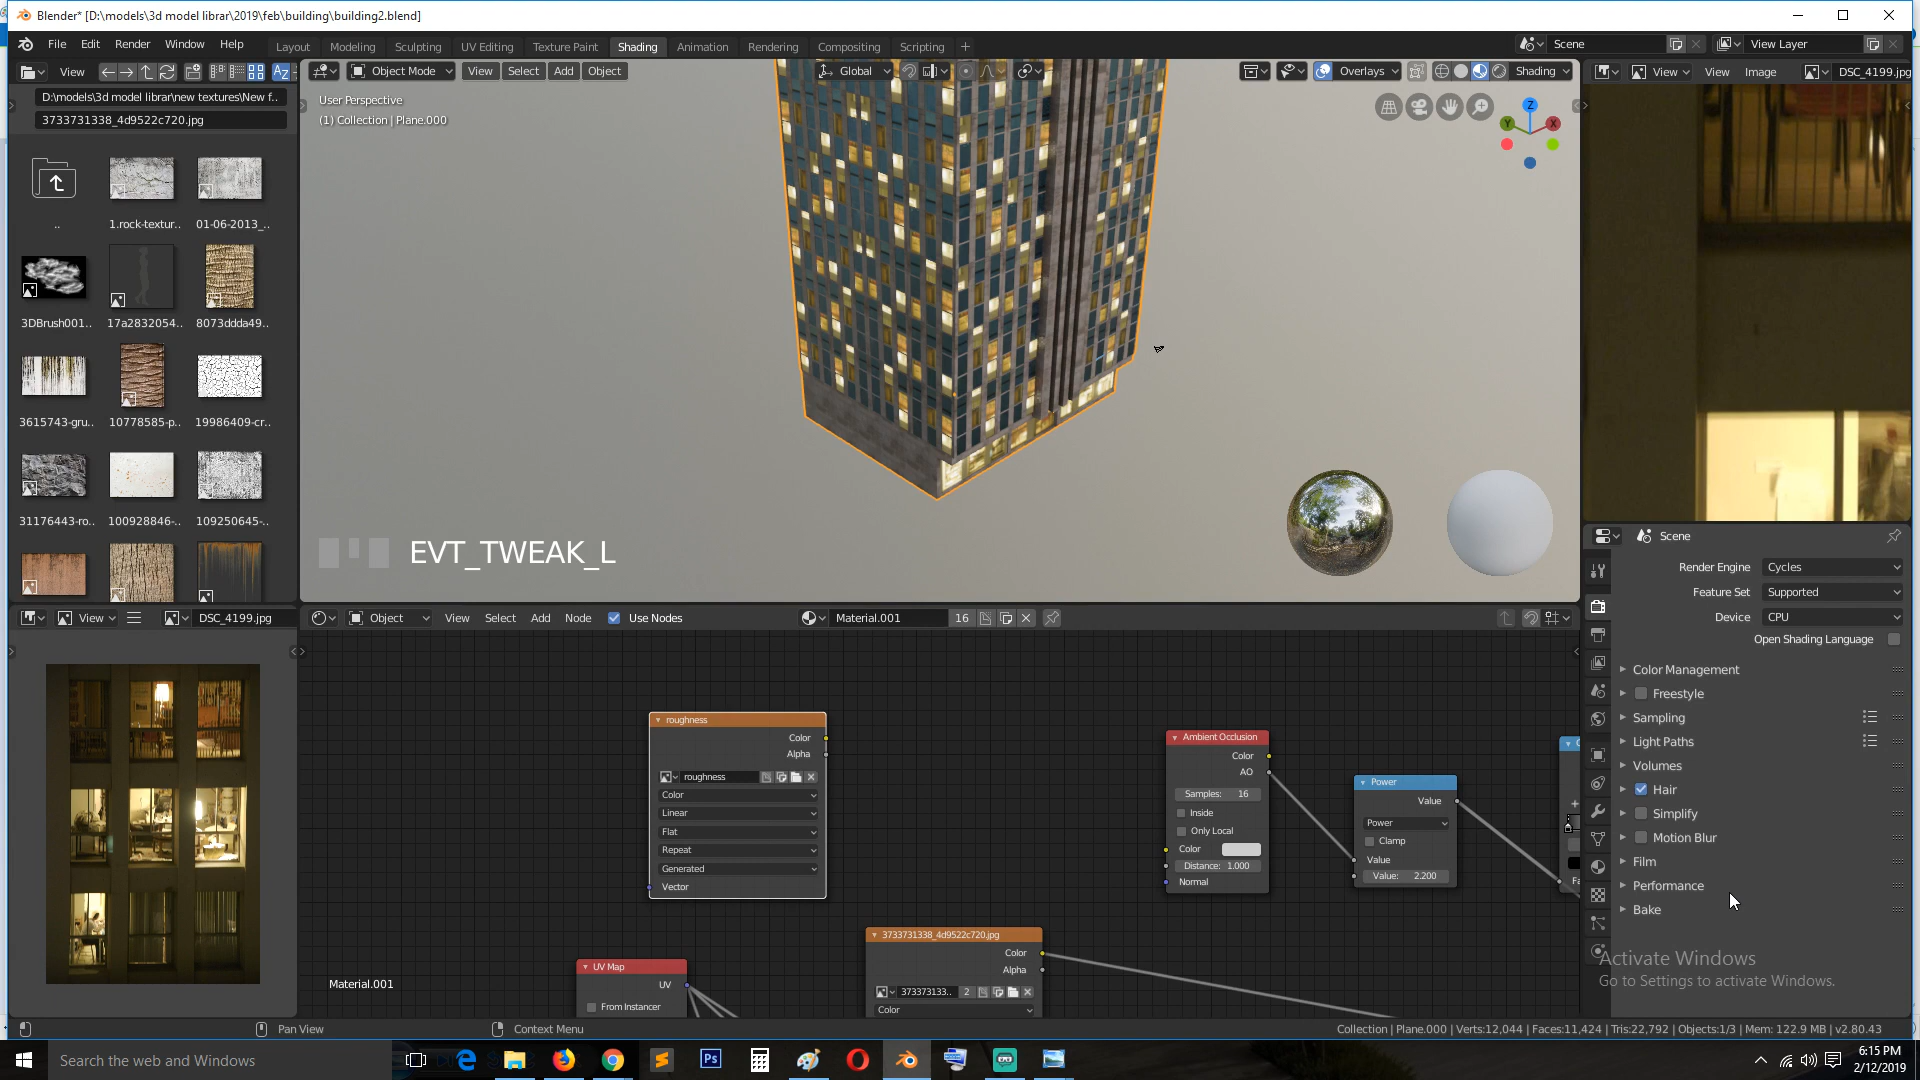 Blender* [D:\models\3d model librar\2019\feb\building\building2.blend]
File Edit Render Window Help
Layout Modeling Sculpting UV Editing Texture Paint Shading Animation Rendering Compositing Scripting +
Scene
View Layer
View
Object Mode View Select Add Object
Global
Overlays
Shading
View View Image DSC_4199.jpg
D:\models\3d model librar\new textures\New f..
3733731338_4d9522c720.jpg
User Perspective
(1) Collection | Plane.000
Z
Y
X
..
1.rock-textur..
01-06-2013_..
3DBrush001..
17a2832054..
8073ddda49..
3615743-gru..
10778585-p..
19986409-cr..
31176443-ro..
100928846-..
109250645-..
EVT_TWEAK_L
Scene
Render Engine Cycles
Feature Set Supported
Device CPU
Open Shading Language
Color Management
Freestyle
Sampling
Light Paths
Volumes
Hair
Simplify
Motion Blur
Film
Performance
Bake
View DSC_4199.jpg
Object View Select Add Node Use Nodes
Material.001 16
roughness
Color
Alpha
roughness
Color
Linear
Flat
Repeat
Generated
Vector
Ambient Occlusion
Color
AO
Samples: 16
Inside
Only Local
Color
Distance: 1.000
Normal
Power
Value
Power
Clamp
Value
Value: 2.200
3733731338_4d9522c720.jpg
Color
Alpha
373373133.. 2
Color
UV Map
UV
From Instancer
Material.001
Activate Windows
Go to Settings to activate Windows.
Pan View
Context Menu
Collection | Plane.000 | Verts:12,044 | Faces:11,424 | Tris:22,792 | Objects:1/3 | Mem: 122.9 MB | v2.80.43
Search the web and Windows
Ps
6:15 PM
2/12/2019